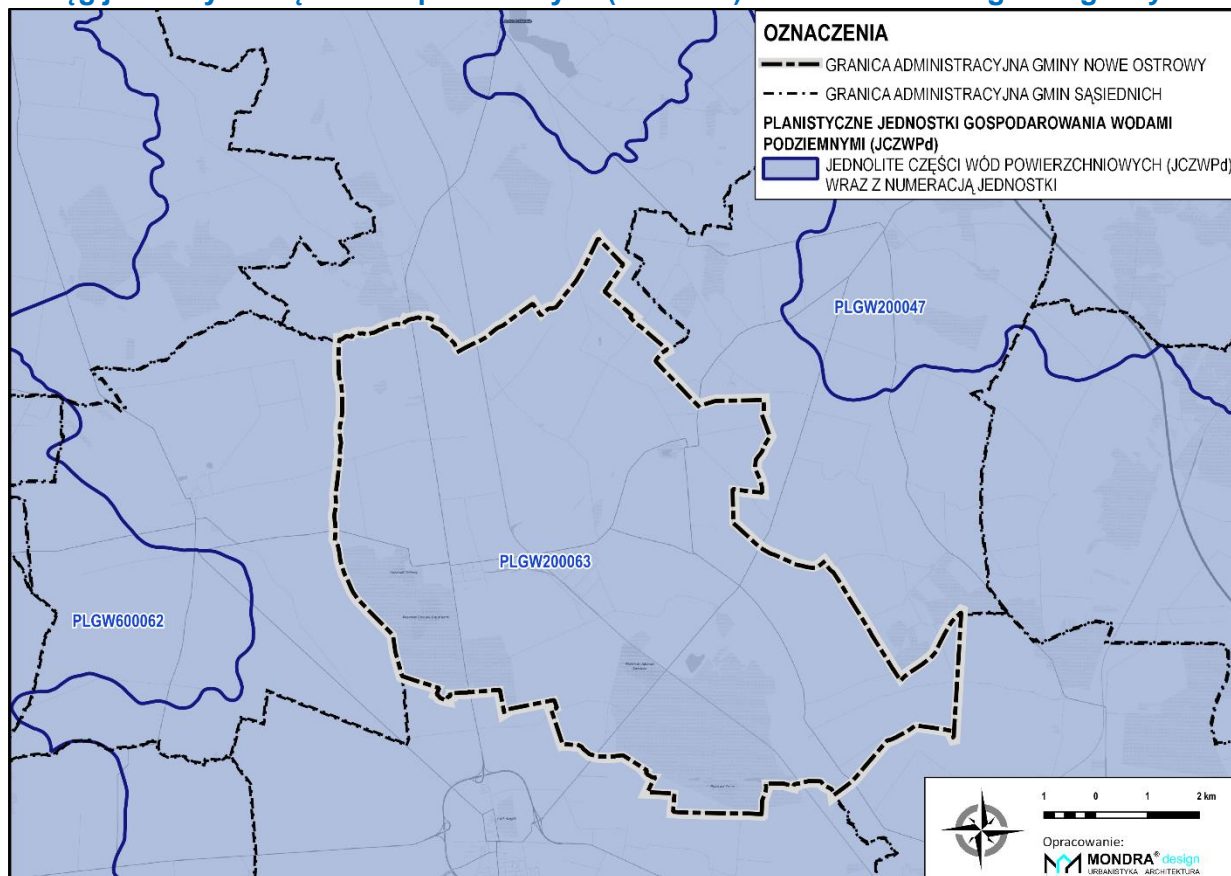 OZNACZENIA
GRANICA ADMINISTRACYJNA GMINY NOWE OSTROWY
GRANICA ADMINISTRACYJNA GMIN SĄSIEDNICH
PLANISTYCZNE JEDNOSTKI GOSPODAROWANIA WODAMI
PODZIEMNYMI (JCZWPd)
JEDNOLITE CZĘŚCI WÓD POWIERZCHNIOWYCH (JCZWPd)
WRAZ Z NUMERACJĄ JEDNOSTKI
PLGW200047
PLGW200063
PLGW600062
1 0 1 2 km
Opracowanie:
MONDRA® design
URBANISTYKA ARCHITEKTURA